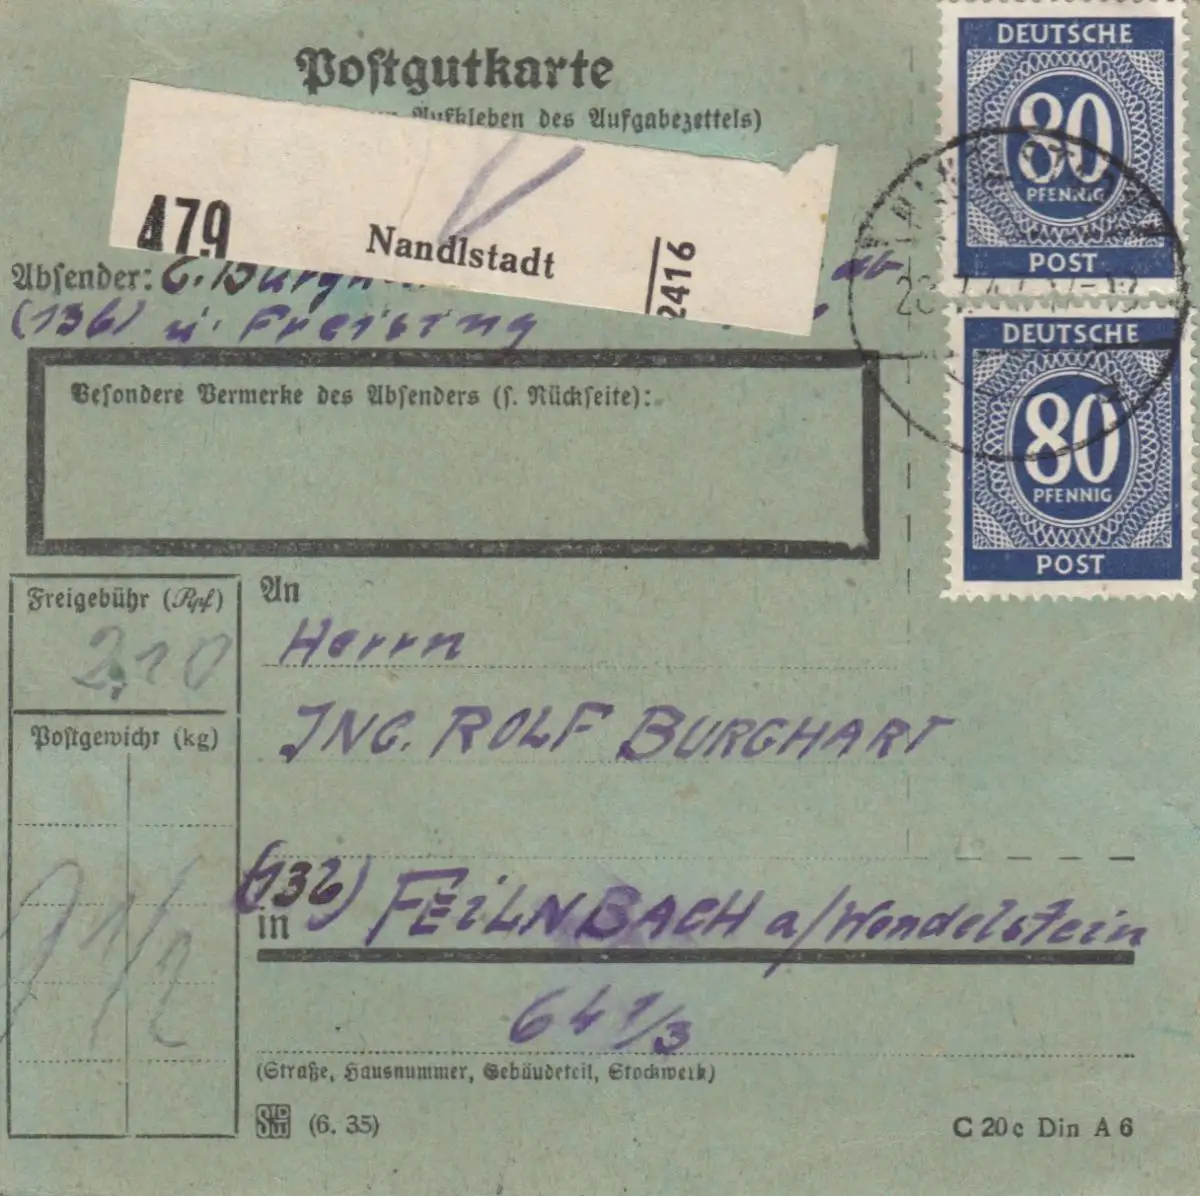 Postgutkarte
Aufkleben des Aufgabezettels)
479
Nandlstadt
2416
Absender:
(13b) ü. Freising
DEUTSCHE
80
PFENNIG
POST
DEUTSCHE
80
PFENNIG
POST
Besondere Vermerke des Absenders (s. Rückseite):
Freigebühr (Rpf)
2,10
Postgewicht (kg)
An
Herrn
ING. ROLF BURGHART
(13b)
in FEILNBACH a/Wendelstein
64 1/3
(Straße, Hausnummer, Gebäudeteil, Stockwerk)
(6. 35)
C 20c Din A 6